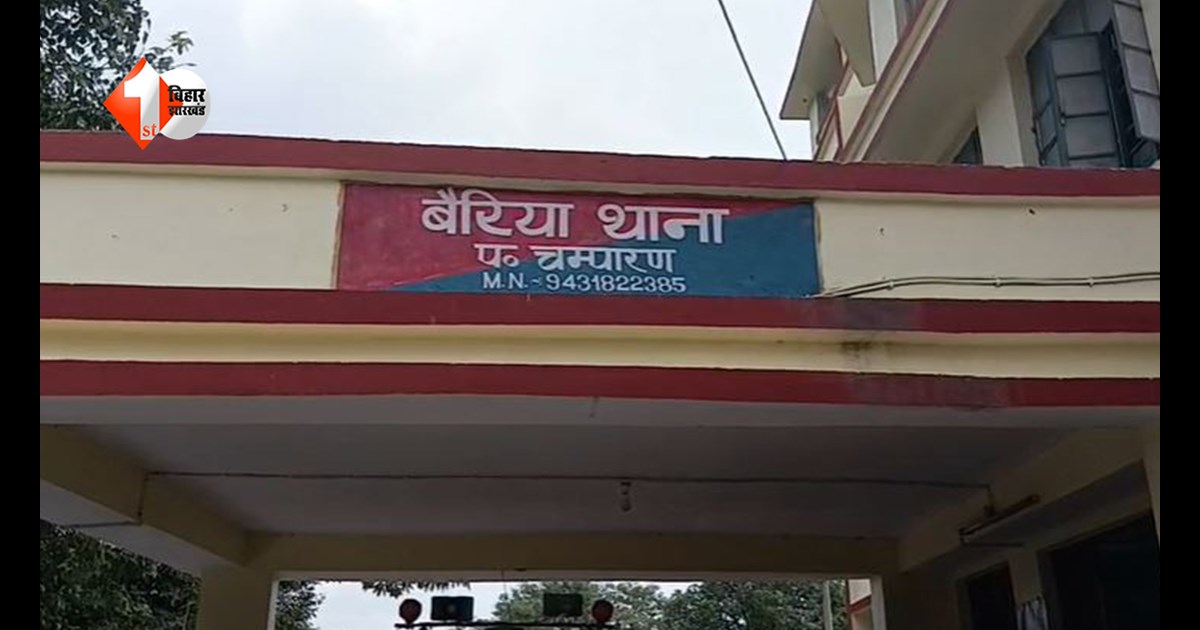 1st
बिहार
झारखंड
बैरिया थाना
प० चम्पारण
M.N.-9431822385